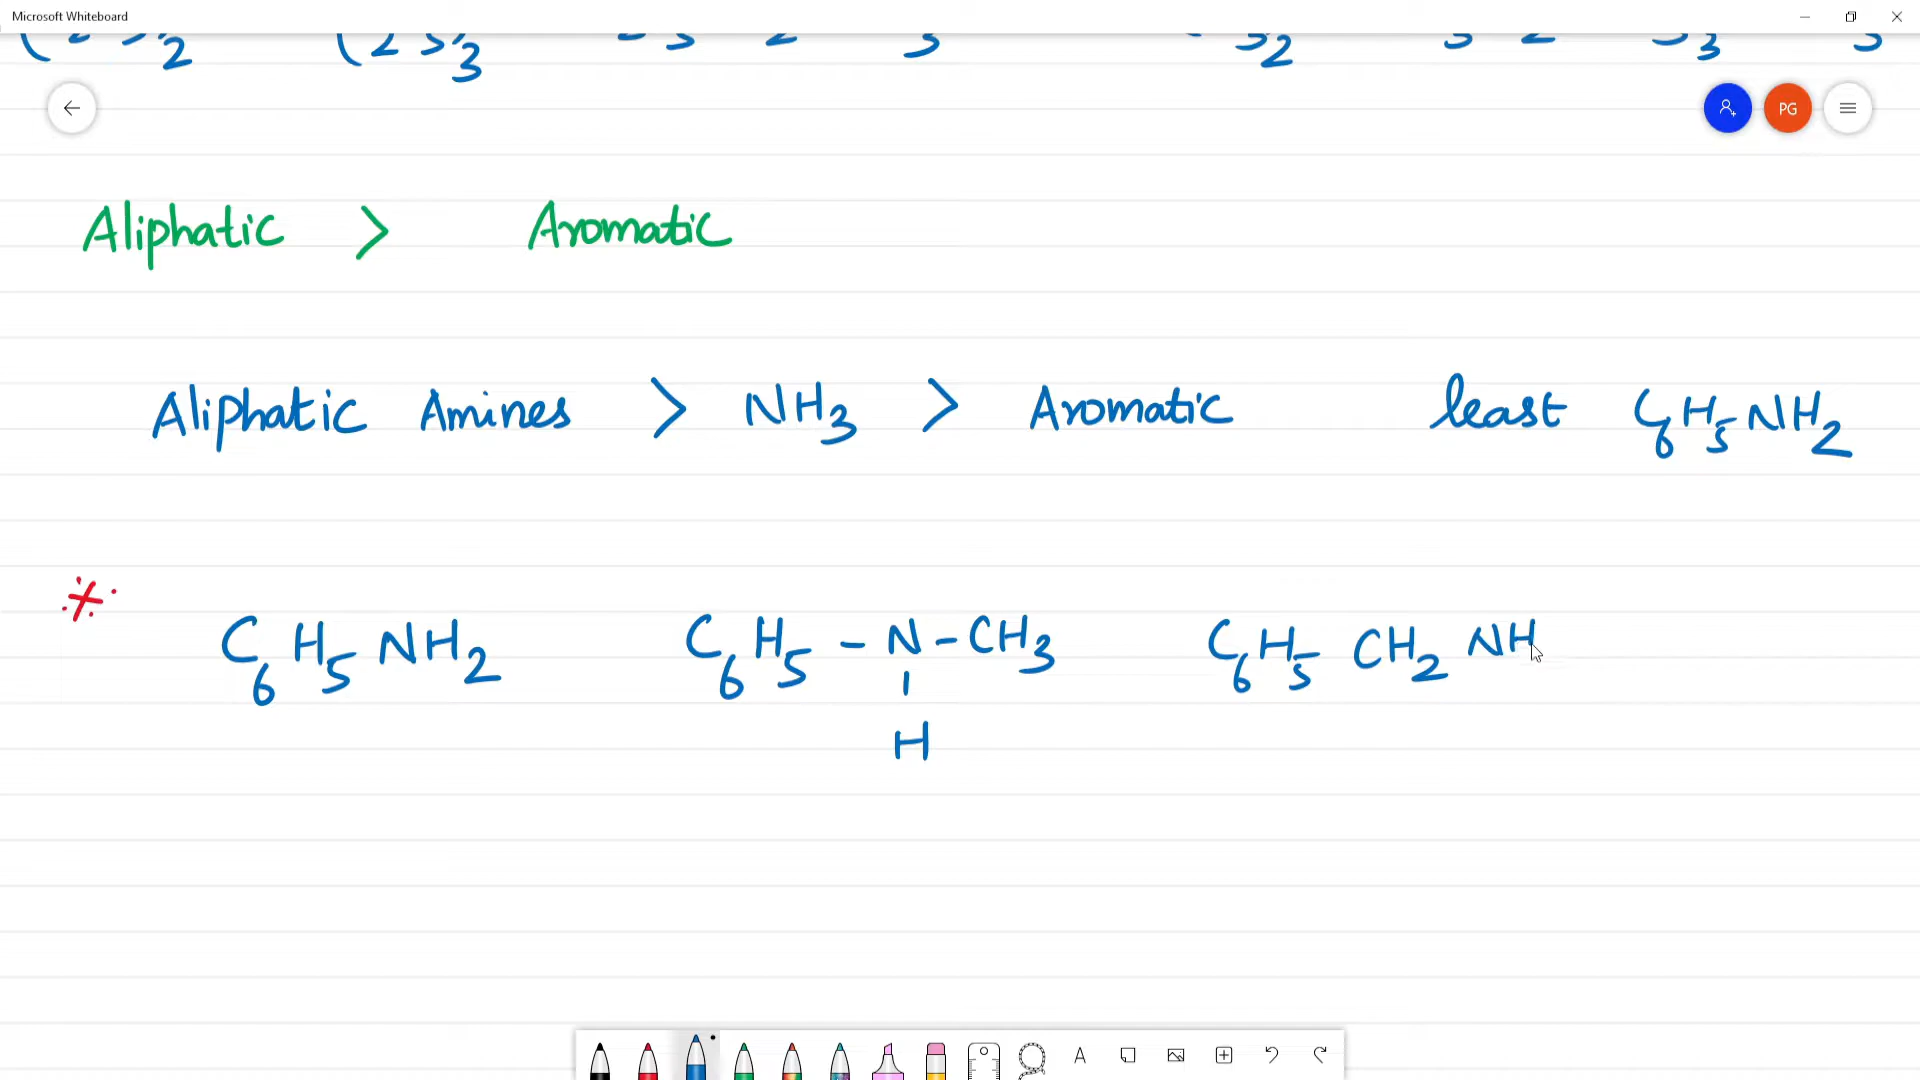 Microsoft Whiteboard
PG
Aliphatic > Aromatic
Aliphatic Amines > NH3 > Aromatic least C6H5NH2
C6H5NH2 C6H5-N-CH3 C6H5 CH2 NH
H
A